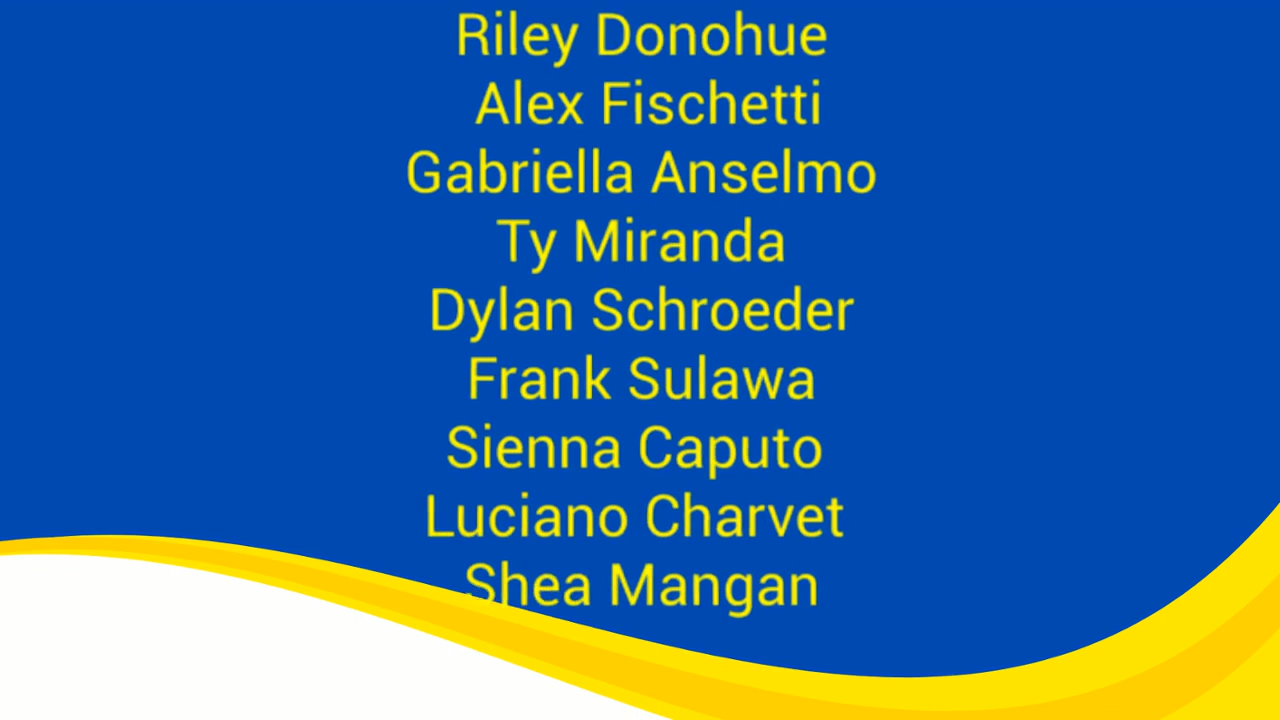 Riley Donohue
Alex Fischetti
Gabriella Anselmo
Ty Miranda
Dylan Schroeder
Frank Sulawa
Sienna Caputo
Luciano Charvet
Shea Mangan